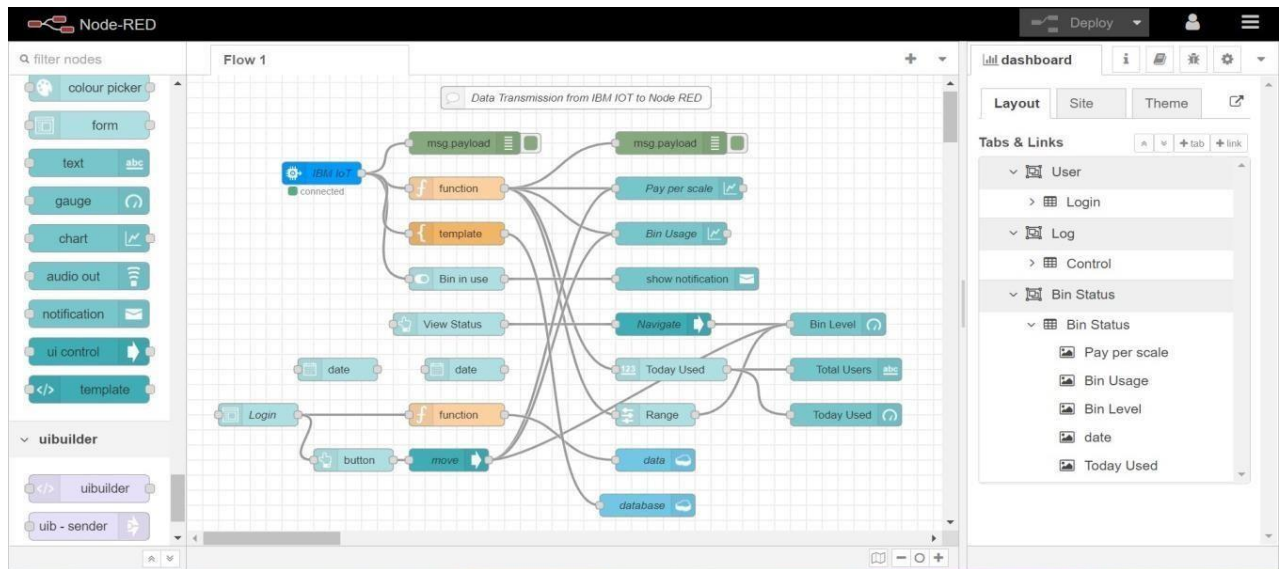 Node-RED
Deploy
filter nodes
colour picker
form
text
abc
gauge
chart
audio out
notification
ui control
template
uibuilder
uibuilder
uib - sender
Flow 1
Data Transmission from IBM IOT to Node RED
msg.payload
msg.payload
IBM IoT
connected
function
Pay per scale
template
Bin Usage
Bin in use
show notification
View Status
Navigate
Bin Level
date
date
123
Today Used
Total Users
abc
Login
function
Range
Today Used
button
move
data
database
dashboard
i
Layout
Site
Theme
Tabs & Links
+ tab
+ link
User
Login
Log
Control
Bin Status
Bin Status
Pay per scale
Bin Usage
Bin Level
date
Today Used